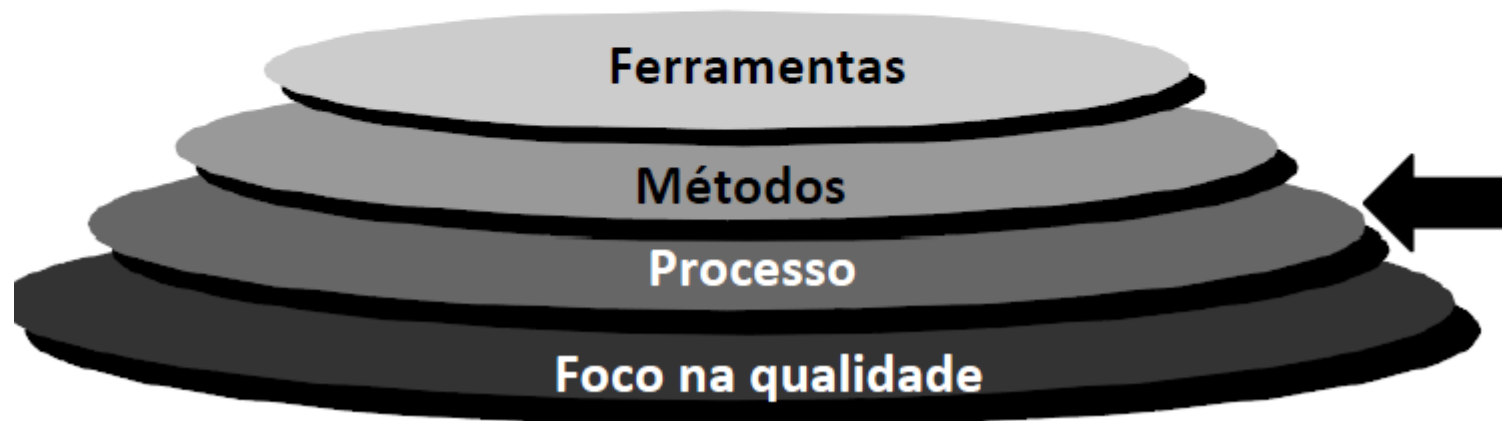 Ferramentas
Métodos
Processo
Foco na qualidade